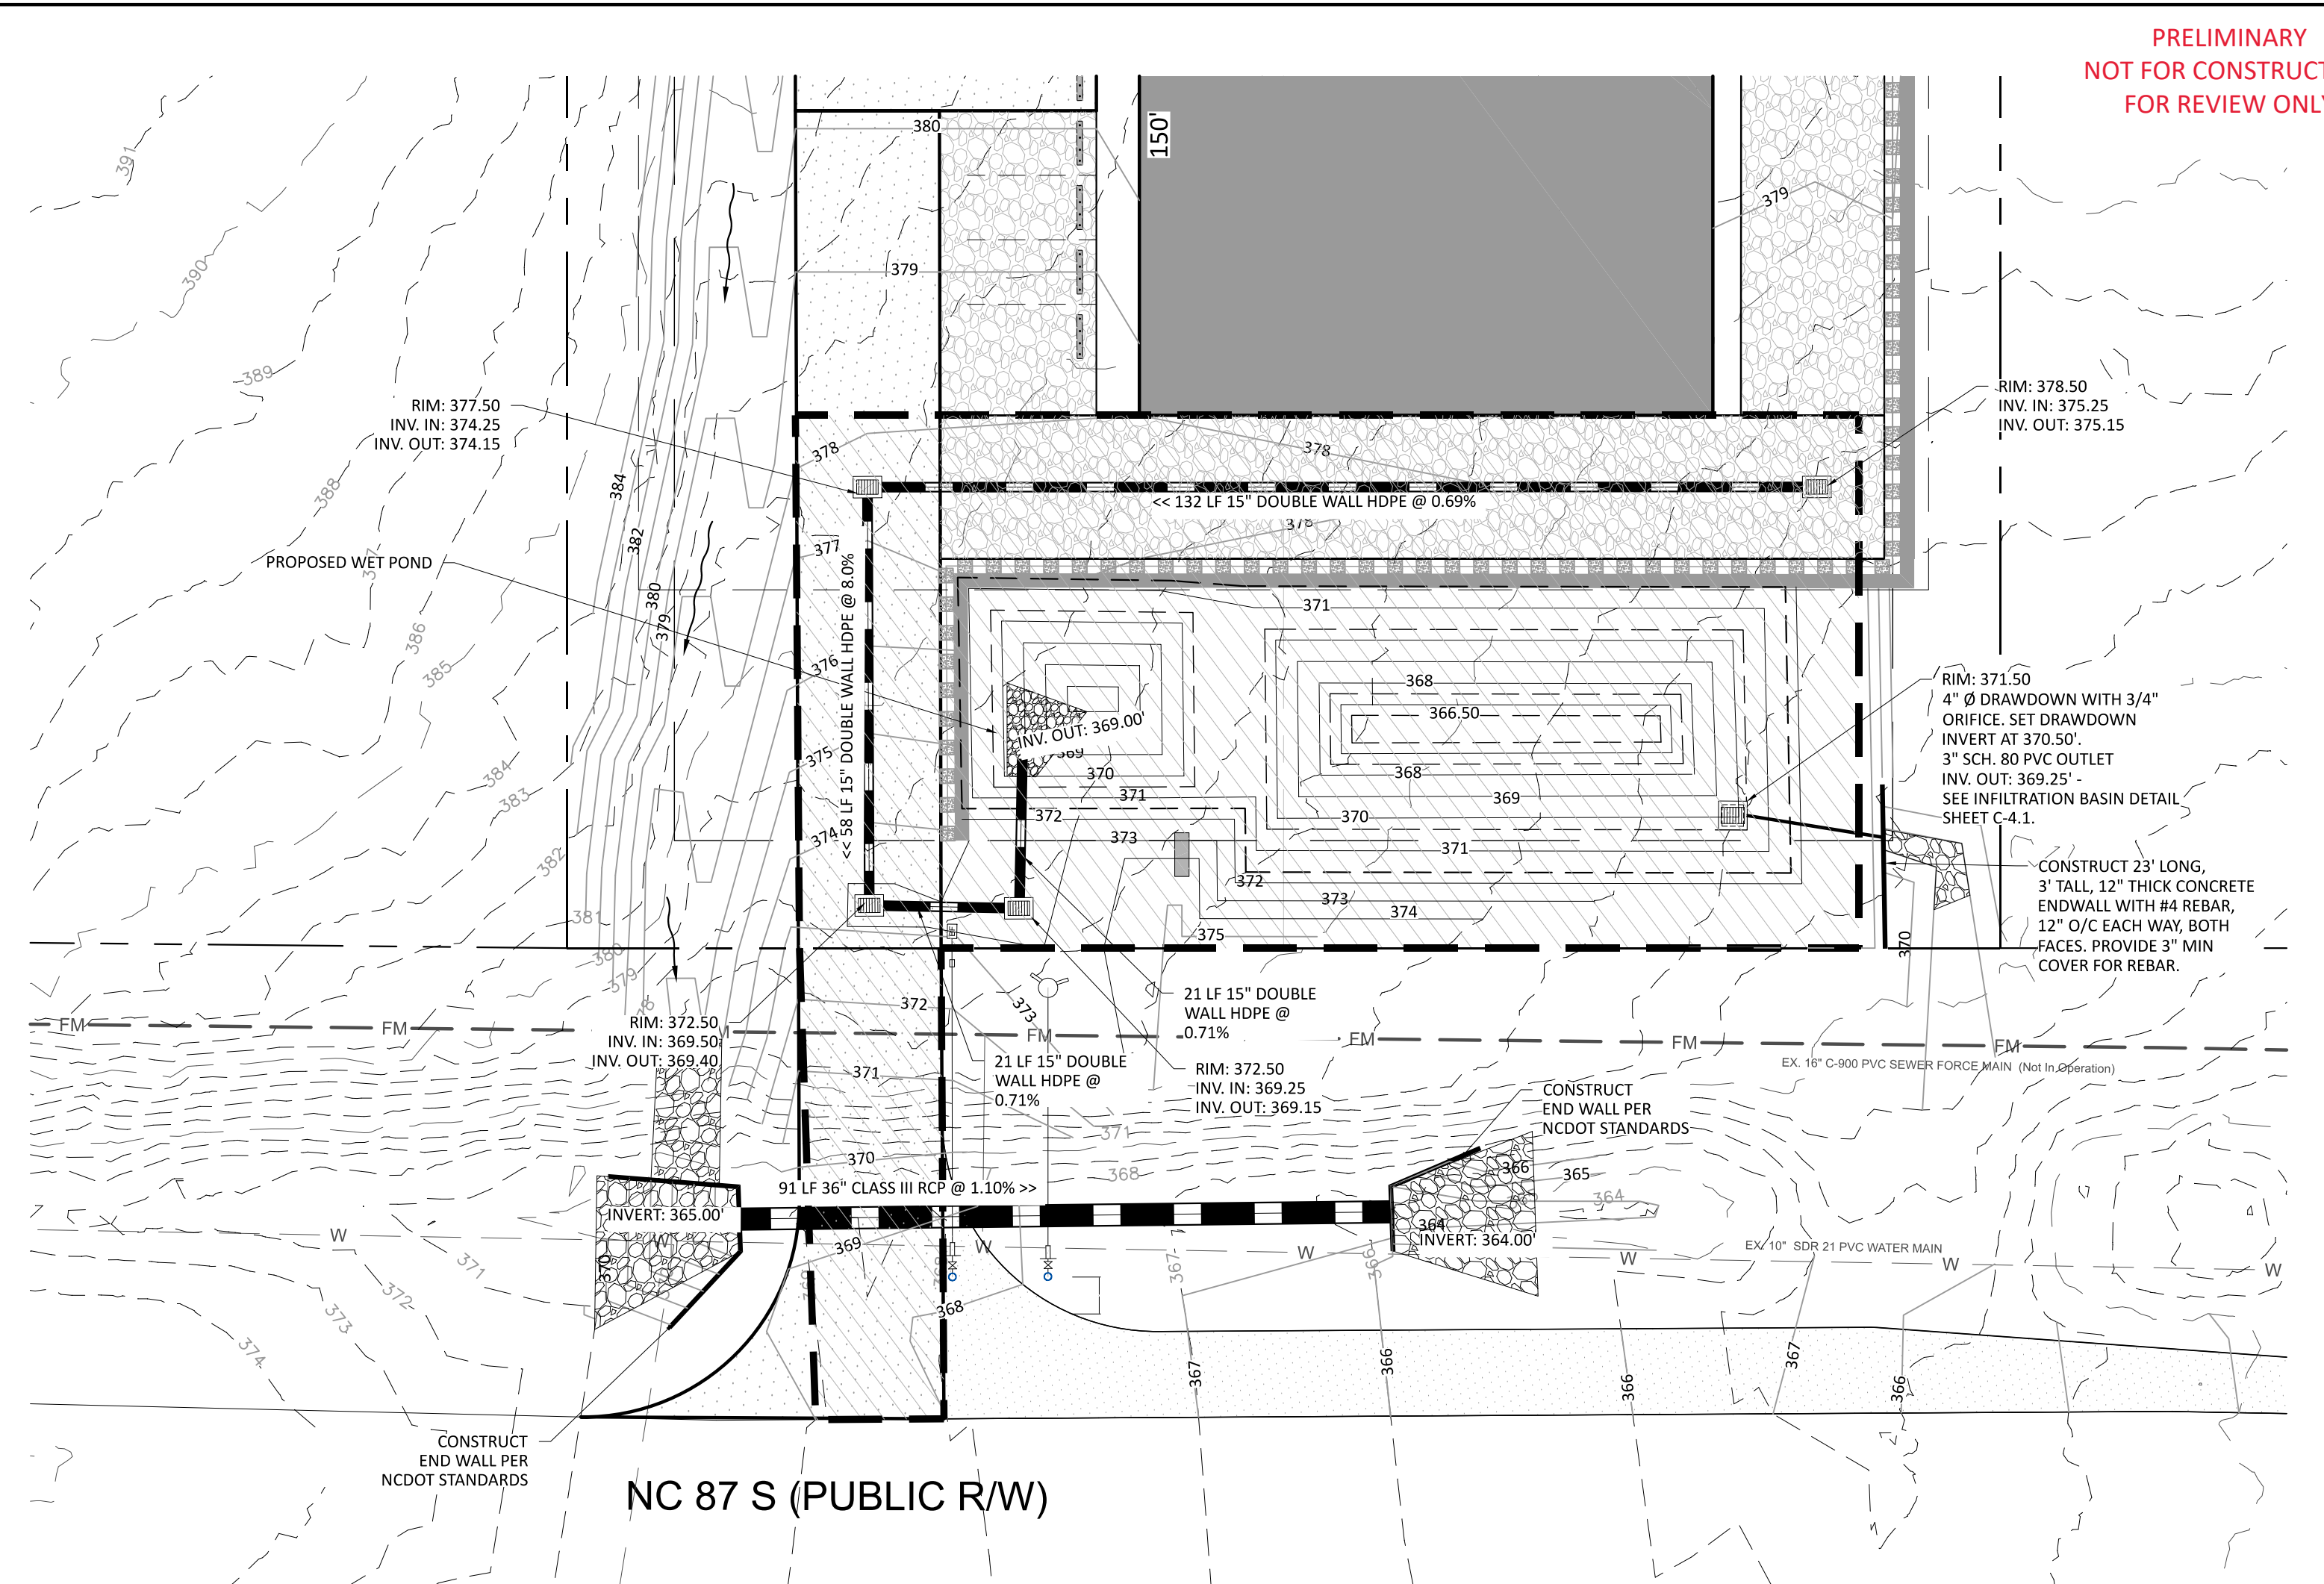 PRELIMINARY
NOT FOR CONSTRUCT
FOR REVIEW ONLY
150'
380
379
379
391
390
389
388
386
385
384
383
382
381
380
379
RIM: 377.50
INV. IN: 374.25
INV. OUT: 374.15
RIM: 378.50
INV. IN: 375.25
INV. OUT: 375.15
378
378
378
<< 132 LF 15" DOUBLE WALL HDPE @ 0.69%
384
382
380
379
377
376
375
374
<< 58 LF 15" DOUBLE WALL HDPE @ 8.0%
PROPOSED WET POND
371
368
366.50
368
369
370
371
372
373
374
375
INV. OUT: 369.00'
369
370
371
372
373
RIM: 371.50
4" Ø DRAWDOWN WITH 3/4"
ORIFICE. SET DRAWDOWN
INVERT AT 370.50'.
3" SCH. 80 PVC OUTLET
INV. OUT: 369.25' -
SEE INFILTRATION BASIN DETAIL
SHEET C-4.1.
CONSTRUCT 23' LONG,
3' TALL, 12" THICK CONCRETE
ENDWALL WITH #4 REBAR,
12" O/C EACH WAY, BOTH
FACES. PROVIDE 3" MIN
COVER FOR REBAR.
370
21 LF 15" DOUBLE
WALL HDPE @
0.71%
372
373
FM
FM
FM
FM
FM
FM
RIM: 372.50
INV. IN: 369.50
INV. OUT: 369.40
21 LF 15" DOUBLE
WALL HDPE @
0.71%
RIM: 372.50
INV. IN: 369.25
INV. OUT: 369.15
EX. 16" C-900 PVC SEWER FORCE MAIN (Not In Operation)
CONSTRUCT
END WALL PER
NCDOT STANDARDS
371
371
370
368
366
365
364
91 LF 36" CLASS III RCP @ 1.10% >>
INVERT: 365.00'
364
INVERT: 364.00'
W
W
W
W
W
W
W
EX. 10" SDR 21 PVC WATER MAIN
369
370
371
372
373
374
368
367
366
367
366
366
367
366
CONSTRUCT
END WALL PER
NCDOT STANDARDS
NC 87 S (PUBLIC R/W)